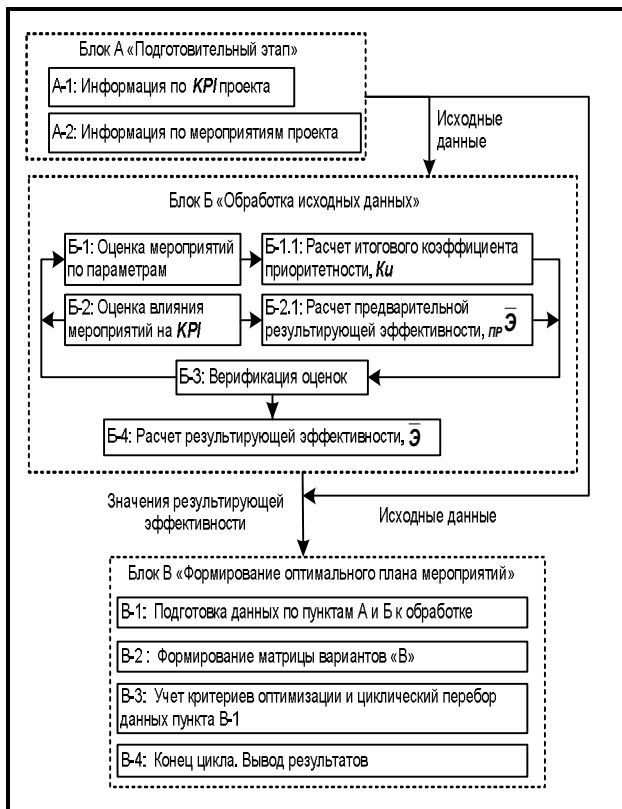 Блок А «Подготовительный этап»
А-1: Информация по KPI проекта
А-2: Информация по мероприятиям проекта
Исходные
данные
Блок Б «Обработка исходных данных»
Б-1: Оценка мероприятий
по параметрам
Б-1.1: Расчет итогового коэффициента
приоритетности, Ки
Б-2: Оценка влияния
мероприятий на KPI
Б-2.1: Расчет предварительной
результирующей эффективности, ПР Э̅
Б-3: Верификация оценок
Б-4: Расчет результирующей эффективности, Э̅
Значения результирующей
эффективности
Исходные данные
Блок В «Формирование оптимального плана мероприятий»
В-1: Подготовка данных по пунктам А и Б к обработке
В-2 : Формирование матрицы вариантов «В»
В-3: Учет критериев оптимизации и циклический перебор
данных пункта В-1
В-4: Конец цикла. Вывод результатов